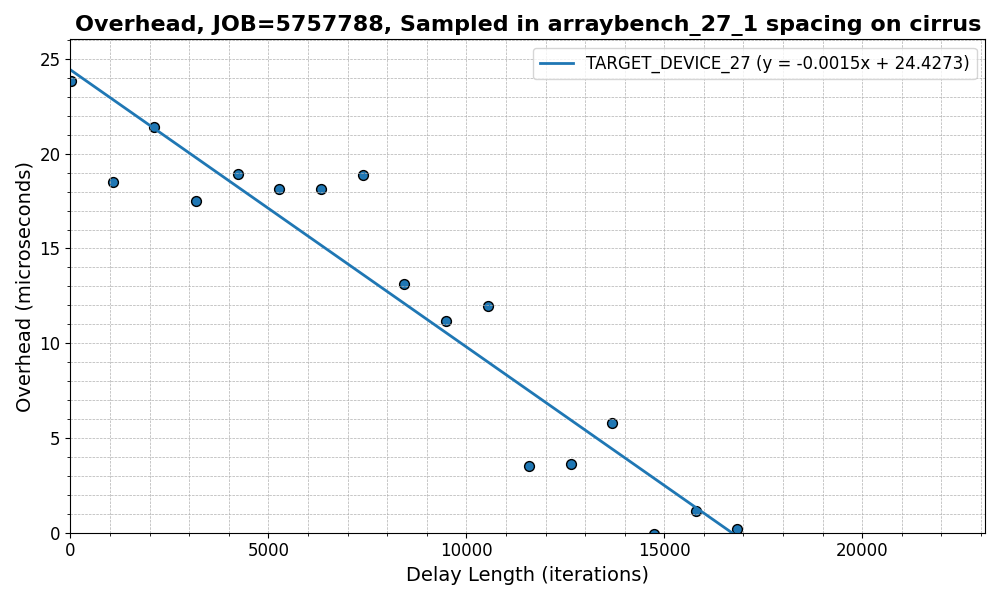 Overhead, JOB=5757788, Sampled in arraybench_27_1 spacing on cirrus
TARGET_DEVICE_27 (y = -0.0015x + 24.4273)
Overhead (microseconds)
25
20
15
10
5
0
0 5000 10000 15000 20000
Delay Length (iterations)